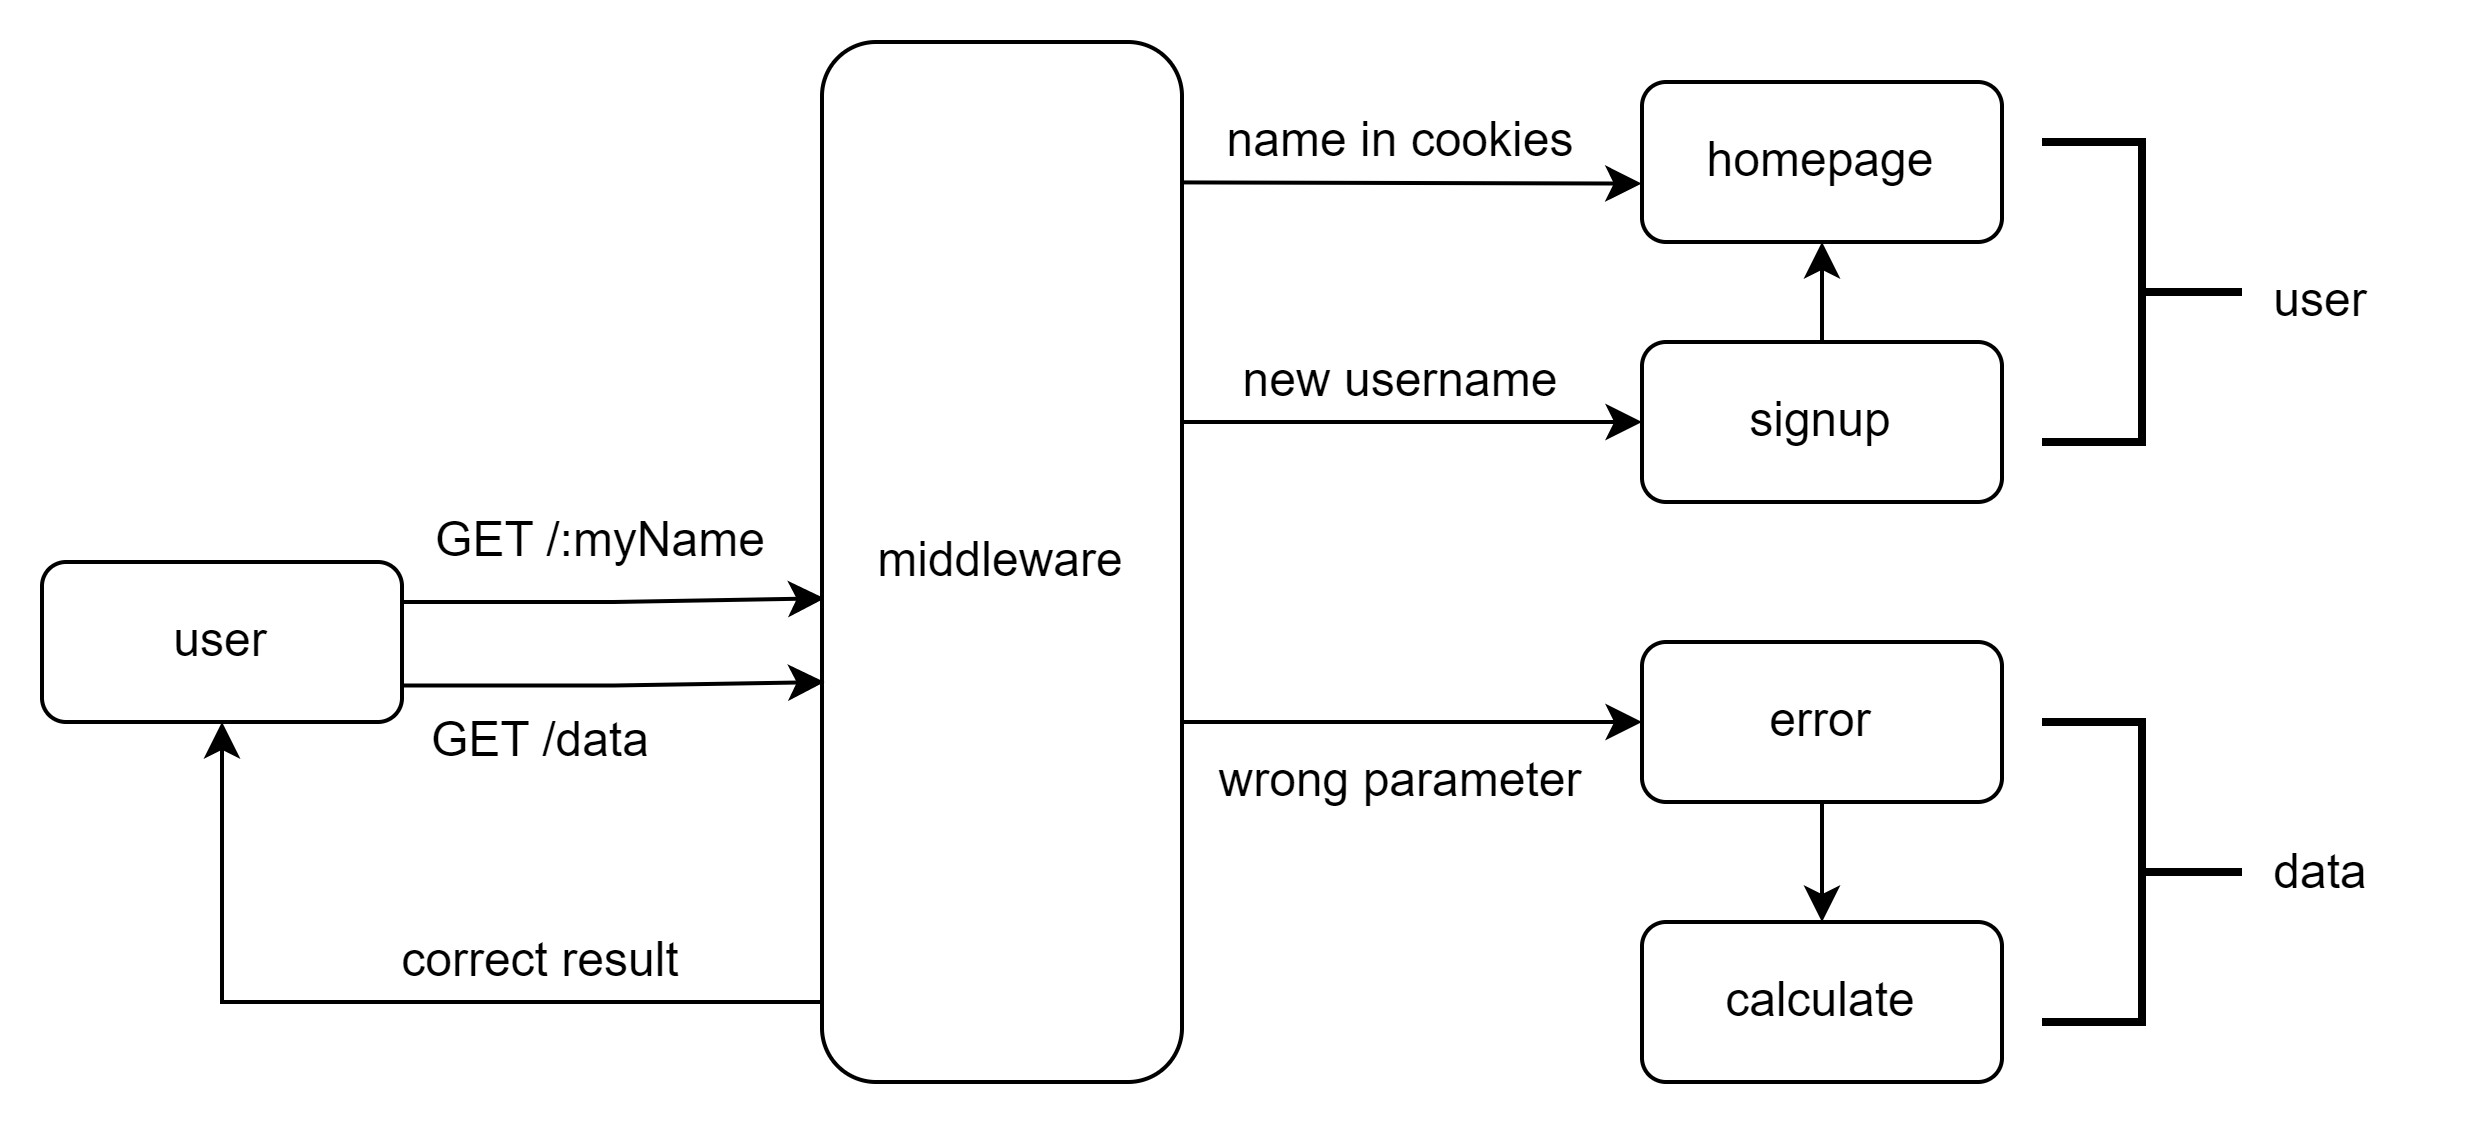 name in cookies
homepage
user
new username
signup
GET /:myName
middleware
user
GET /data
error
wrong parameter
data
correct result
calculate